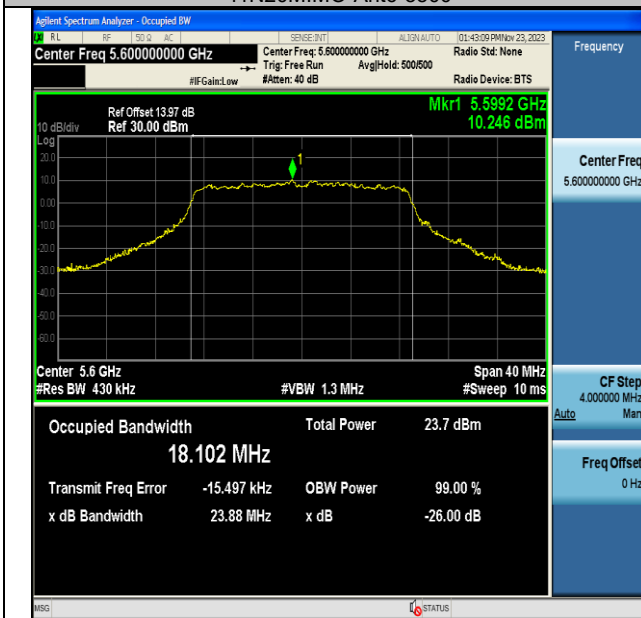 Agilent Spectrum Analyzer - Occupied BW
RL RF 50 Ω AC SENSE:INT ALIGN AUTO 01:43:09 PM Nov 23, 2023
Center Freq 5.600000000 GHz
Center Freq: 5.600000000 GHz
Radio Std: None
Trig: Free Run Avg|Hold: 500/500
#IFGain:Low #Atten: 40 dB Radio Device: BTS
Frequency
Ref Offset 13.97 dB
10 dB/div Ref 30.00 dBm
Mkr1 5.5992 GHz
10.246 dBm
Log
20.0
10.0
0.00
-10.0
-20.0
-30.0
-40.0
-50.0
-60.0
1
Center 5.6 GHz Span 40 MHz
#Res BW 430 kHz #VBW 1.3 MHz #Sweep 10 ms
Center Freq
5.600000000 GHz
CF Step
4.000000 MHz
Auto Man
Freq Offset
0 Hz
Occupied Bandwidth Total Power 23.7 dBm
18.102 MHz
Transmit Freq Error -15.497 kHz OBW Power 99.00 %
x dB Bandwidth 23.88 MHz x dB -26.00 dB
MSG STATUS